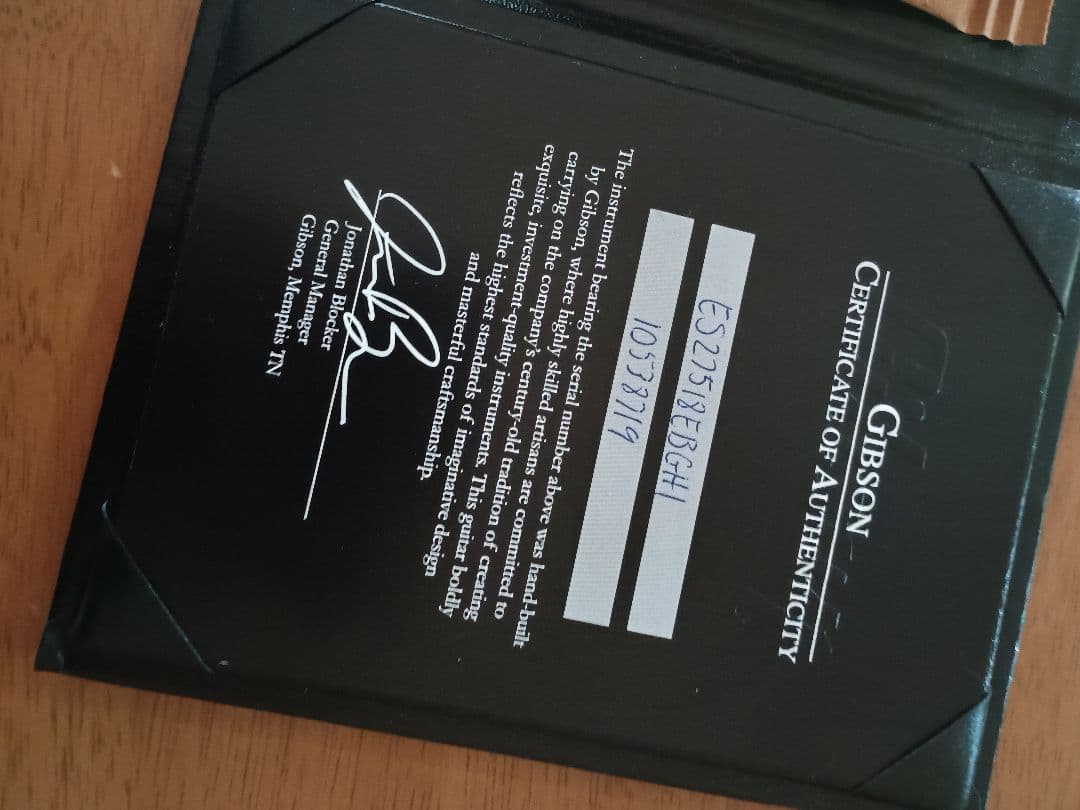 GIBSON
CERTIFICATE OF AUTHENTICITY
ES27518EBGH1
10538719
The instrument bearing the serial number above was hand-built
by Gibson, where highly skilled artisans are committed to
carrying on the company's century-old tradition of creating
exquisite, investment-quality instruments. This guitar boldly
reflects the highest standards of imaginative design
and masterful craftsmanship.
Jonathan Blocker
General Manager
Gibson, Memphis TN